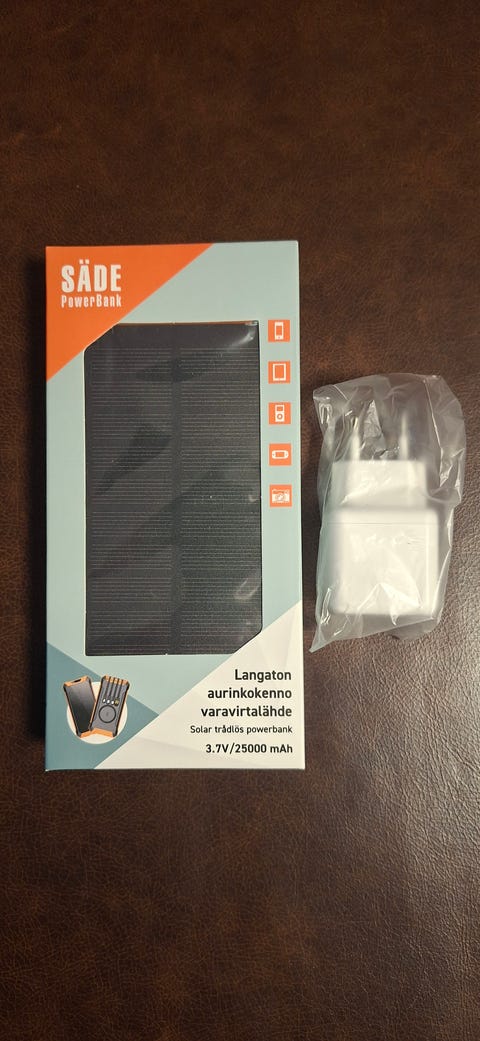 SÄDE
PowerBank
Langaton
aurinkokenno
varavirtalähde
Solar trådlös powerbank
3.7V/25000 mAh